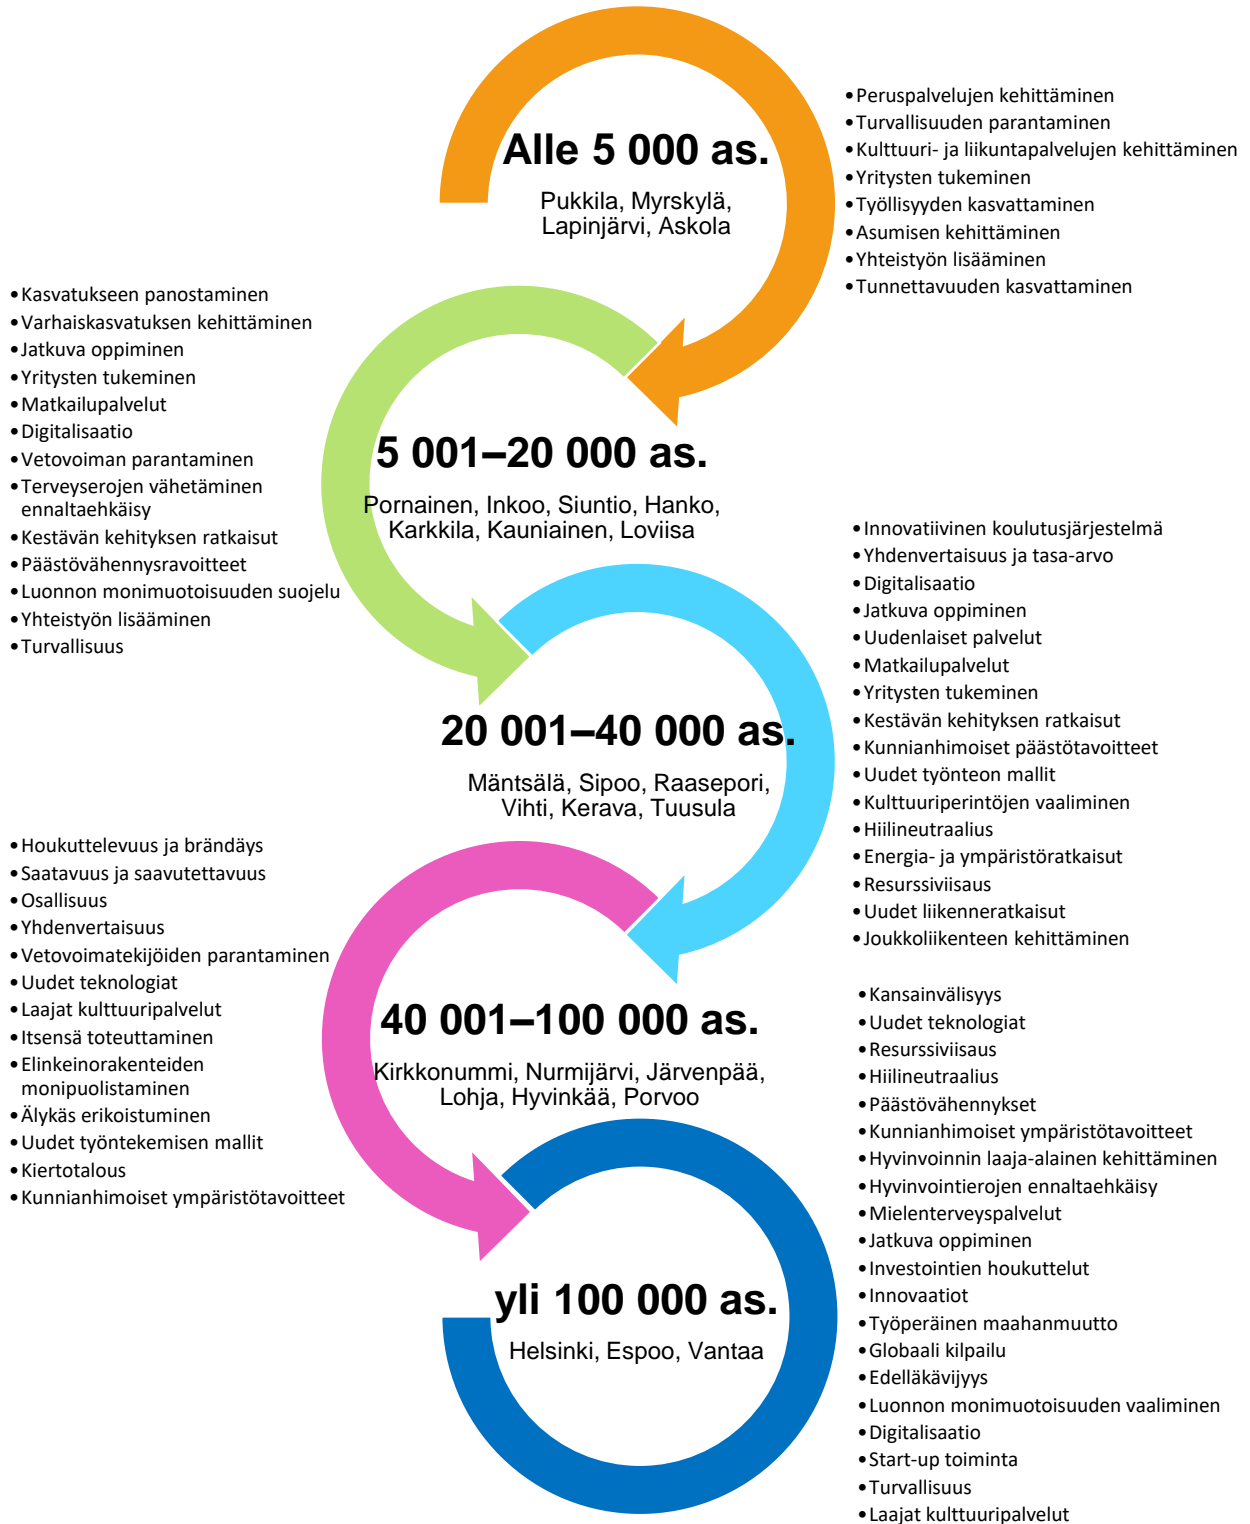 Alle 5 000 as.
Pukkila, Myrskylä,
Lapinjärvi, Askola
•Peruspalvelujen kehittäminen
•Turvallisuuden parantaminen
•Kulttuuri- ja liikuntapalvelujen kehittäminen
•Yritysten tukeminen
•Työllisyyden kasvattaminen
•Asumisen kehittäminen
•Yhteistyön lisääminen
•Tunnettavuuden kasvattaminen
•Kasvatukseen panostaminen
•Varhaiskasvatuksen kehittäminen
•Jatkuva oppiminen
•Yritysten tukeminen
•Matkailupalvelut
•Digitalisaatio
•Vetovoiman parantaminen
•Terveyserojen vähetäminen
ennaltaehkäisy
•Kestävän kehityksen ratkaisut
•Päästövähennysravoitteet
•Luonnon monimuotoisuuden suojelu
•Yhteistyön lisääminen
•Turvallisuus
5 001–20 000 as.
Pornainen, Inkoo, Siuntio, Hanko,
Karkkila, Kauniainen, Loviisa
•Innovatiivinen koulutusjärjestelmä
•Yhdenvertaisuus ja tasa-arvo
•Digitalisaatio
•Jatkuva oppiminen
•Uudenlaiset palvelut
•Matkailupalvelut
•Yritysten tukeminen
•Kestävän kehityksen ratkaisut
•Kunnianhimoiset päästötavoitteet
•Uudet työnteon mallit
•Kulttuuriperintöjen vaaliminen
•Hiilineutraalius
•Energia- ja ympäristöratkaisut
•Resurssiviisaus
•Uudet liikenneratkaisut
•Joukkoliikenteen kehittäminen
20 001–40 000 as.
Mäntsälä, Sipoo, Raasepori,
Vihti, Kerava, Tuusula
•Houkuttelevuus ja brändäys
•Saatavuus ja saavutettavuus
•Osallisuus
•Yhdenvertaisuus
•Vetovoimatekijöiden parantaminen
•Uudet teknologiat
•Laajat kulttuuripalvelut
•Itsensä toteuttaminen
•Elinkeinorakenteiden
monipuolistaminen
•Älykäs erikoistuminen
•Uudet työntekemisen mallit
•Kiertotalous
•Kunnianhimoiset ympäristötavoitteet
40 001–100 000 as.
Kirkkonummi, Nurmijärvi, Järvenpää,
Lohja, Hyvinkää, Porvoo
•Kansainvälisyys
•Uudet teknologiat
•Resurssiviisaus
•Hiilineutraalius
•Päästövähennykset
•Kunnianhimoiset ympäristötavoitteet
•Hyvinvoinnin laaja-alainen kehittäminen
•Hyvinvointierojen ennaltaehkäisy
•Mielenterveyspalvelut
•Jatkuva oppiminen
•Investointien houkuttelut
•Innovaatiot
•Työperäinen maahanmuutto
•Globaali kilpailu
•Edelläkävijyys
•Luonnon monimuotoisuuden vaaliminen
•Digitalisaatio
•Start-up toiminta
•Turvallisuus
•Laajat kulttuuripalvelut
yli 100 000 as.
Helsinki, Espoo, Vantaa